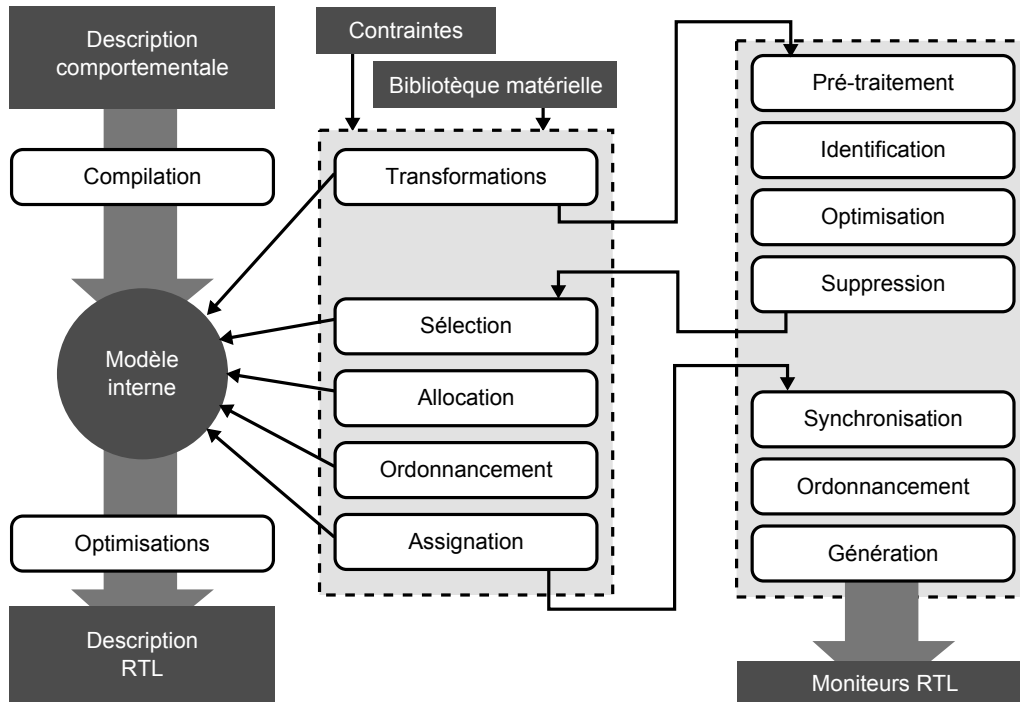 Description
comportementale
Compilation
Modèle
interne
Optimisations
Description
RTL
Contraintes
Bibliotèque matérielle
Transformations
Sélection
Allocation
Ordonnancement
Assignation
Pré-traitement
Identification
Optimisation
Suppression
Synchronisation
Ordonnancement
Génération
Moniteurs RTL